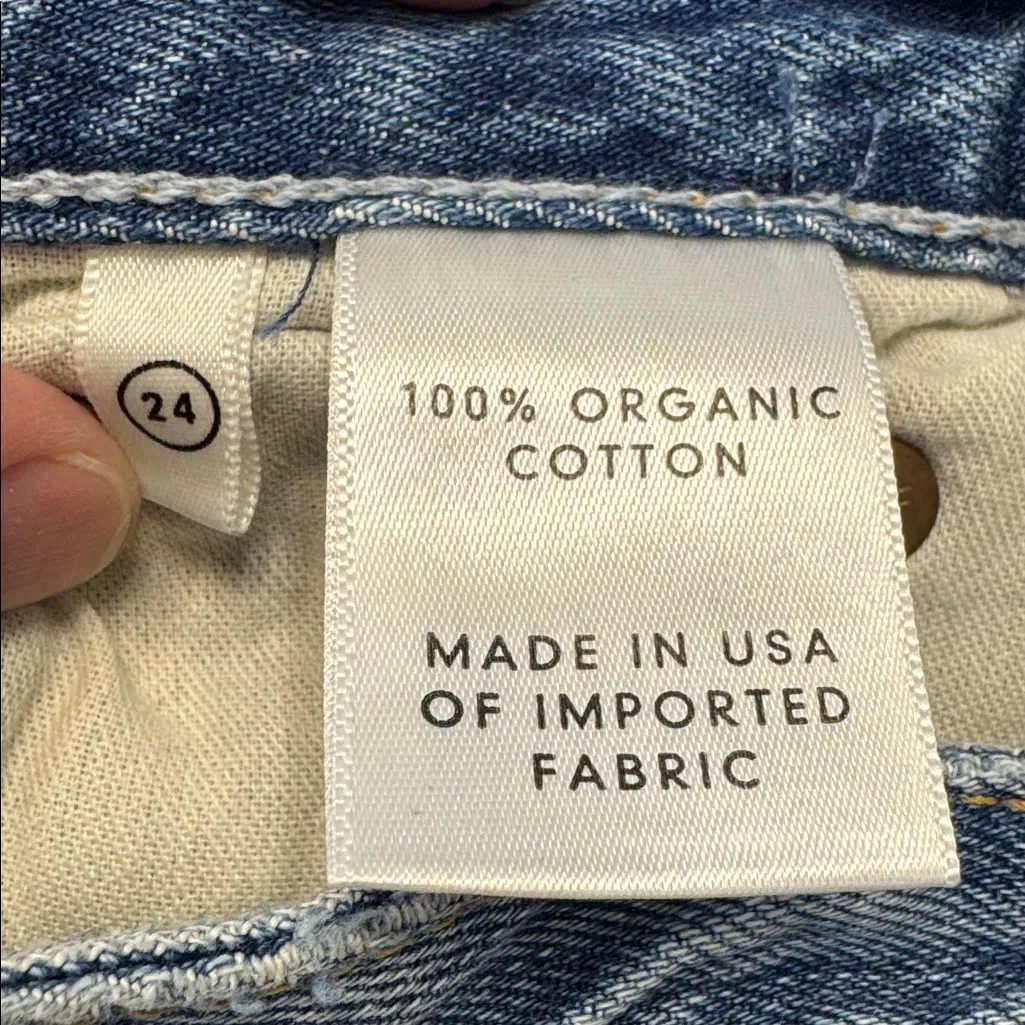 24
100% ORGANIC
COTTON
MADE IN USA
OF IMPORTED
FABRIC